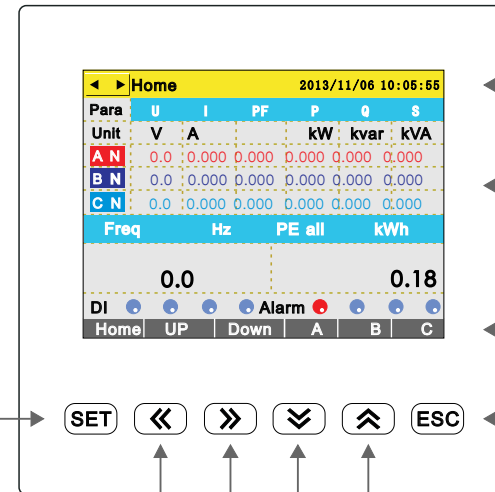 Home 2013/11/06 10:05:55
Para U I PF P Q S
Unit V A kW kvar kVA
A N 0.0 0.000 0.000 0.000 0.000 0.000
B N 0.0 0.000 0.000 0.000 0.000 0.000
C N 0.0 0.000 0.000 0.000 0.000 0.000
Freq Hz PE all kWh
0.0 0.18
DI Alarm
Home UP Down A B C
SET ESC